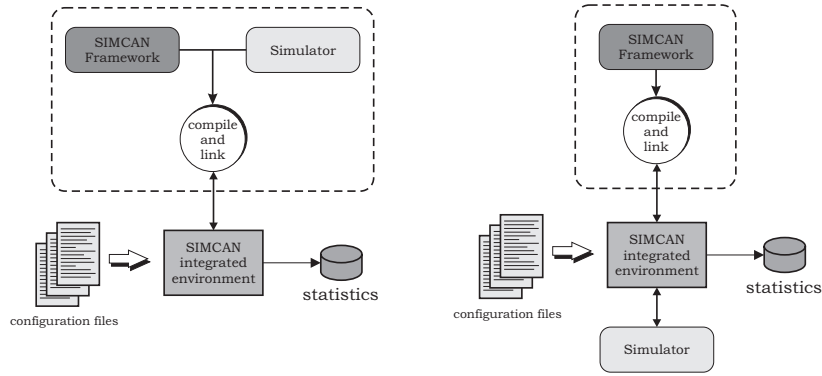 SIMCAN
Framework
Simulator
compile
and
link
SIMCAN
integrated
environment
statistics
configuration files
SIMCAN
Framework
compile
and
link
SIMCAN
integrated
environment
statistics
configuration files
Simulator